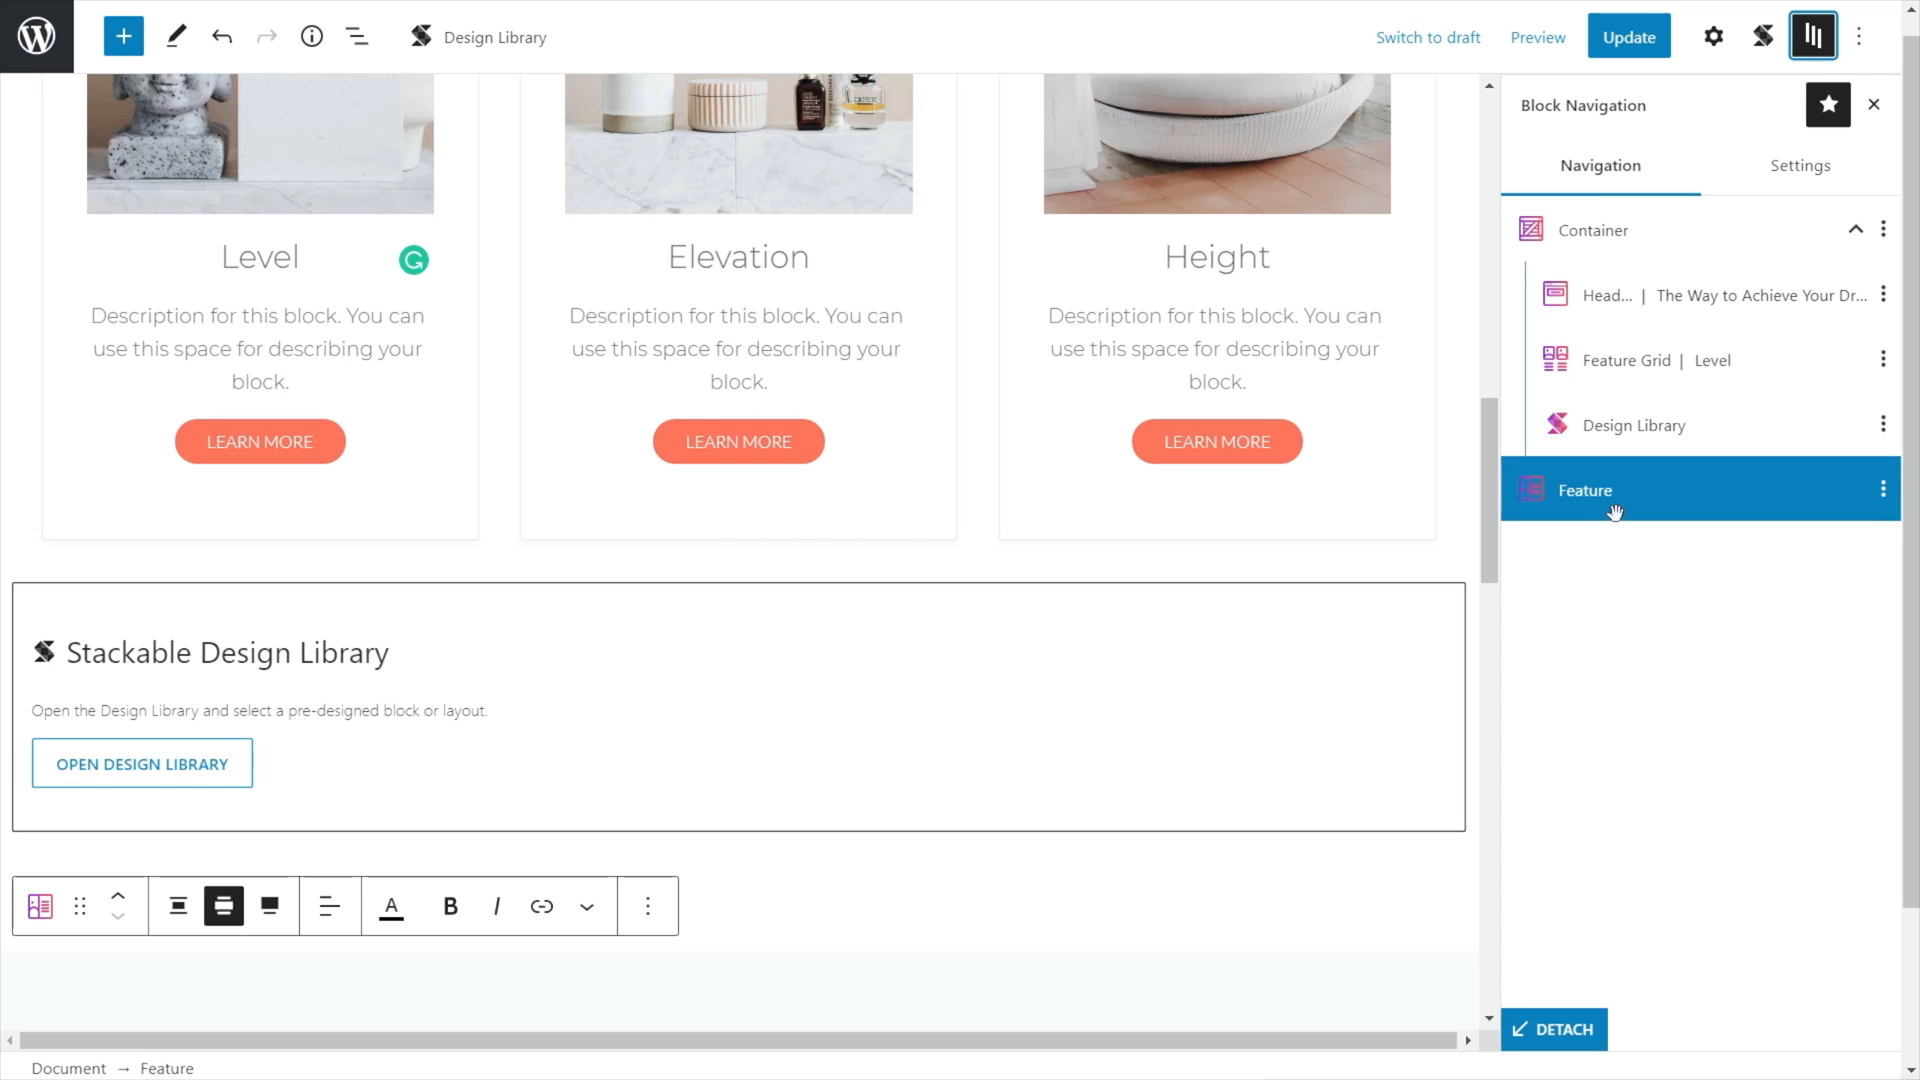 Design Library
Switch to draft
Preview
Update
Block Navigation
Navigation
Settings
Container
Head... | The Way to Achieve Your Dr...
Feature Grid | Level
Design Library
Feature
Level
Description for this block. You can
use this space for describing your
block.
LEARN MORE
Elevation
Description for this block. You can
use this space for describing your
block.
LEARN MORE
Height
Description for this block. You can
use this space for describing your
block.
LEARN MORE
Stackable Design Library
Open the Design Library and select a pre-designed block or layout.
OPEN DESIGN LIBRARY
A B I
DETACH
Document → Feature